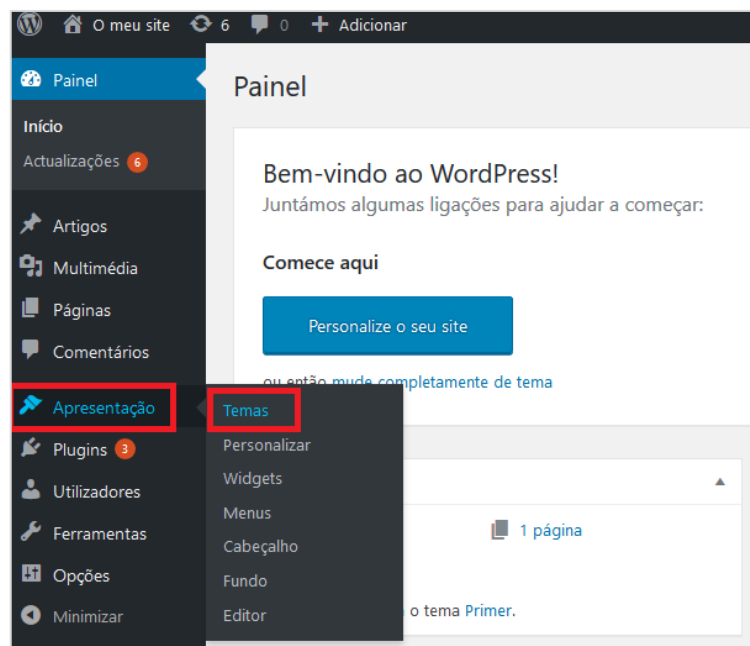 O meu site 6 0 Adicionar
Painel
Início
Actualizações 6
Artigos
Multimédia
Páginas
Comentários
Apresentação
Plugins 3
Utilizadores
Ferramentas
Opções
Minimizar
Temas
Personalizar
Widgets
Menus
Cabeçalho
Fundo
Editor
Painel
Bem-vindo ao WordPress!
Juntámos algumas ligações para ajudar a começar:
Comece aqui
Personalize o seu site
ou então mude completamente de tema
1 página
o tema Primer.